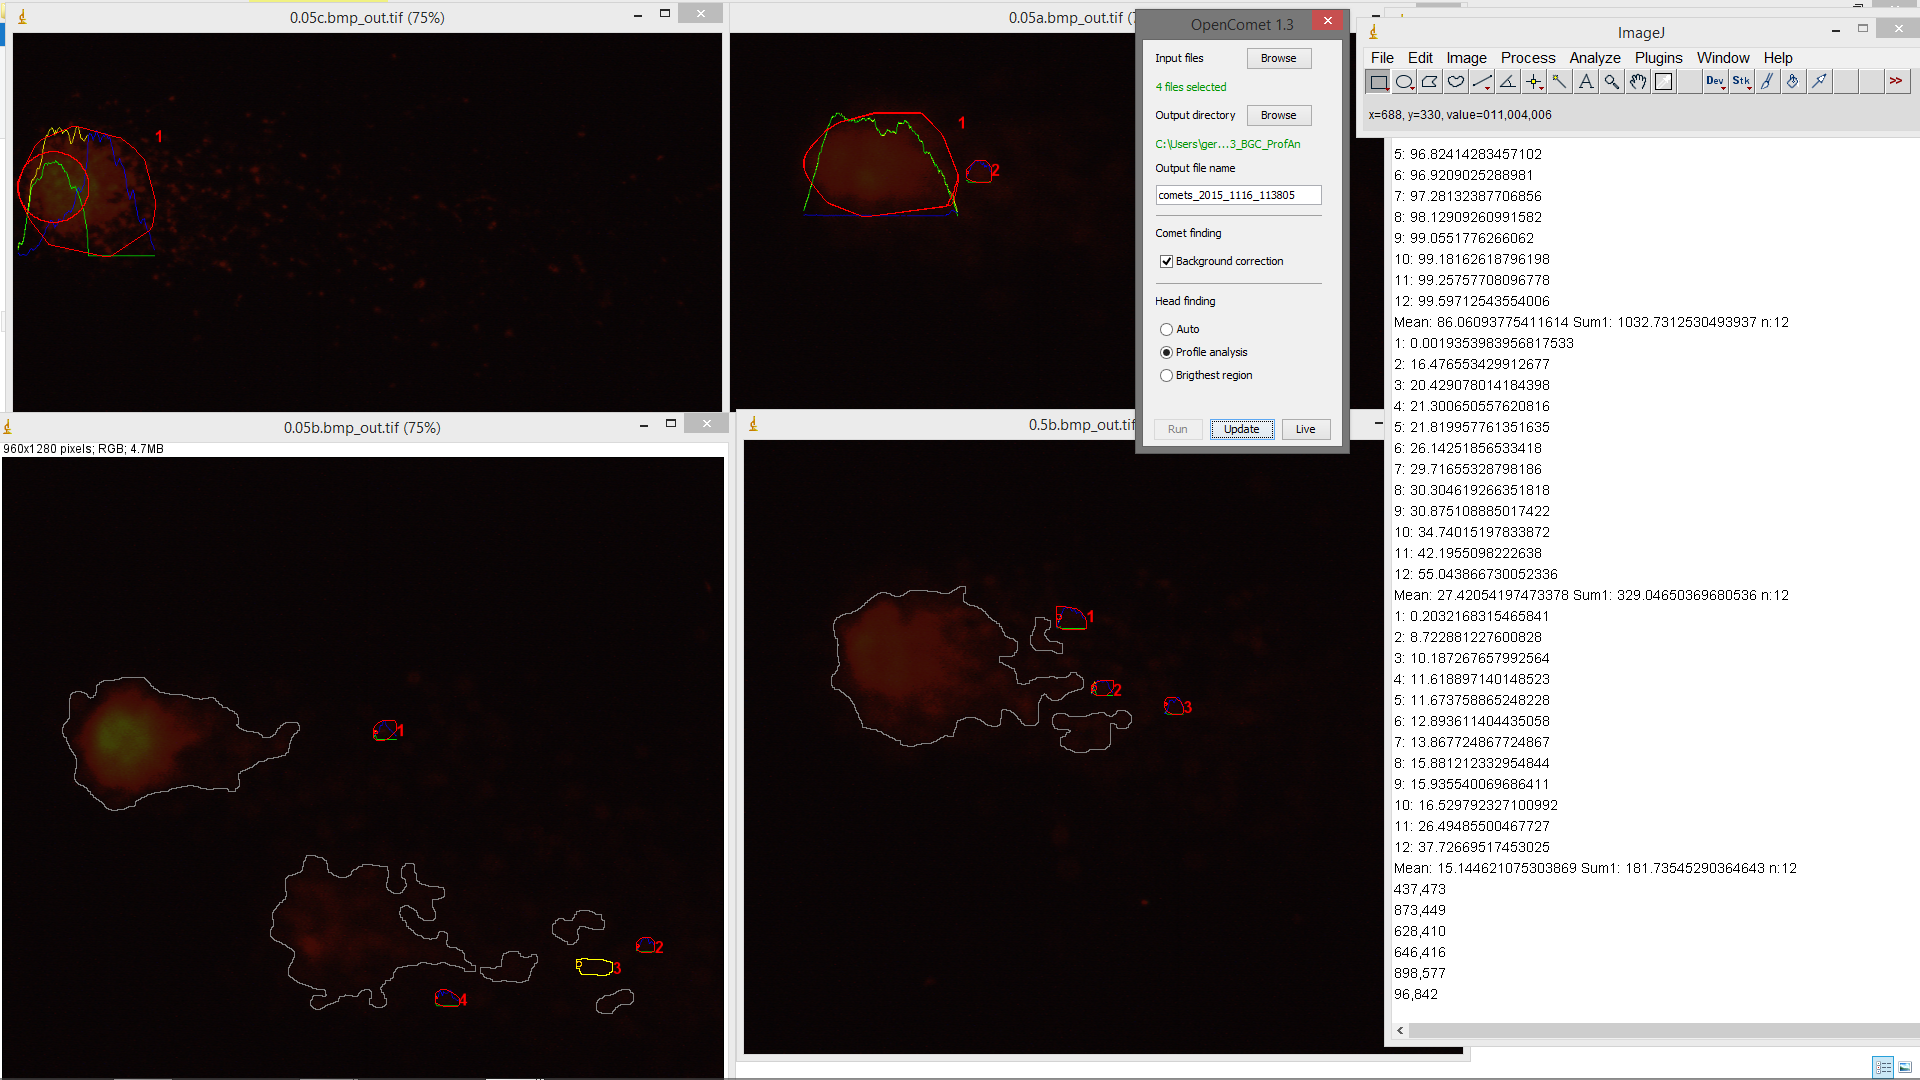 0.05c.bmp_out.tif (75%)
1
0.05a.bmp_out.tif (7
1
2
0.05b.bmp_out.tif (75%)
960x1280 pixels; RGB; 4.7MB
1
2
3
4
0.5b.bmp_out.tif
1
2
3
OpenComet 1.3
Input files
Browse
4 files selected
Output directory
Browse
C:\Users\ger...3_BGC_ProfAn
Output file name
comets_2015_1116_113805
Comet finding
Background correction
Head finding
Auto
Profile analysis
Brigthest region
Run Update Live
ImageJ
File Edit Image Process Analyze Plugins Window Help
A Dev Stk >>
x=688, y=330, value=011,004,006
5: 96.82414283457102
6: 96.9209025288981
7: 97.28132387706856
8: 98.12909260991582
9: 99.0551776266062
10: 99.18162618796198
11: 99.25757708096778
12: 99.59712543554006
Mean: 86.06093775411614 Sum1: 1032.7312530493937 n:12
1: 0.0019353983956817533
2: 16.476553429912677
3: 20.429078014184398
4: 21.300650557620816
5: 21.819957761351635
6: 26.14251856533418
7: 29.71655328798186
8: 30.304619266351818
9: 30.875108885017422
10: 34.74015197833872
11: 42.1955098222638
12: 55.043866730052336
Mean: 27.42054197473378 Sum1: 329.04650369680536 n:12
1: 0.2032168315465841
2: 8.722881227600828
3: 10.187267657992564
4: 11.618897140148523
5: 11.673758865248228
6: 12.893611404435058
7: 13.867724867724867
8: 15.881212332954844
9: 15.935540069686411
10: 16.529792327100992
11: 26.49485500467727
12: 37.72669517453025
Mean: 15.144621075303869 Sum1: 181.73545290364643 n:12
437,473
873,449
628,410
646,416
898,577
96,842